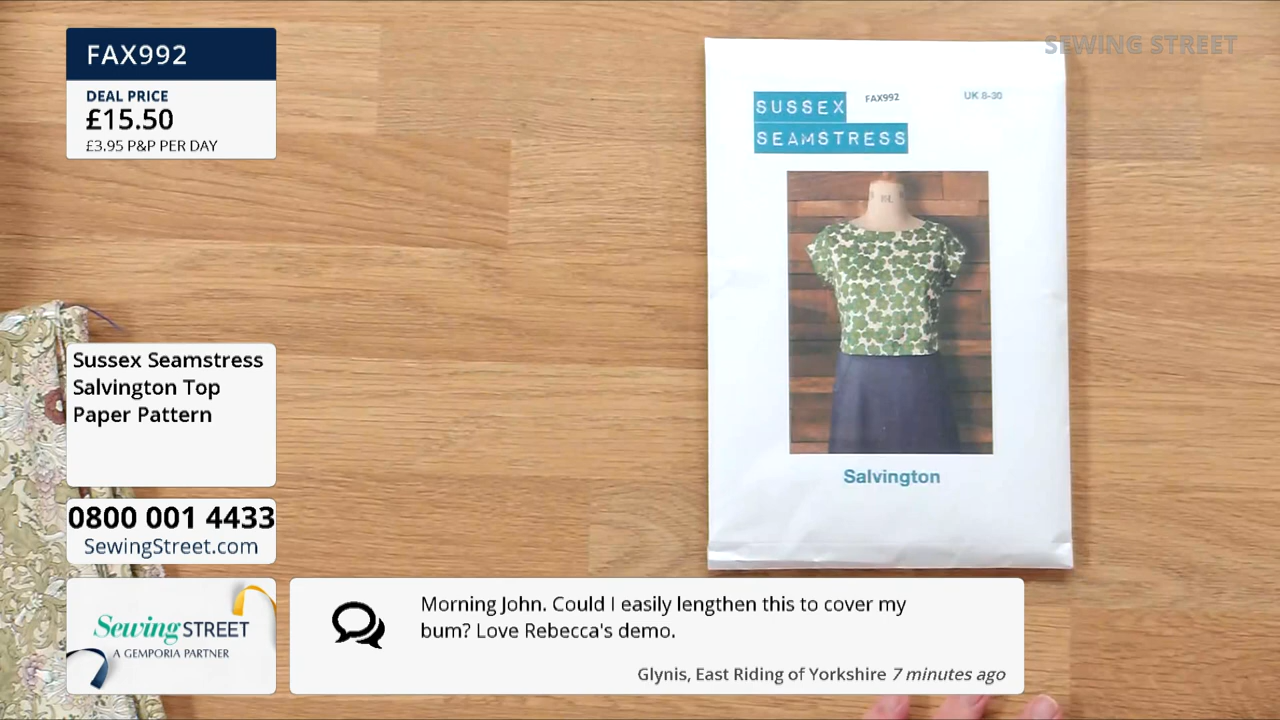 FAX992
DEAL PRICE
£15.50
£3.95 P&P PER DAY
SEWING STREET
SUSSEX
SEAMSTRESS
FAX992
UK 8-30
Salvington
Sussex Seamstress
Salvington Top
Paper Pattern
0800 001 4433
SewingStreet.com
Sewing STREET
A GEMPORIA PARTNER
Morning John. Could I easily lengthen this to cover my
bum? Love Rebecca's demo.
Glynis, East Riding of Yorkshire 7 minutes ago